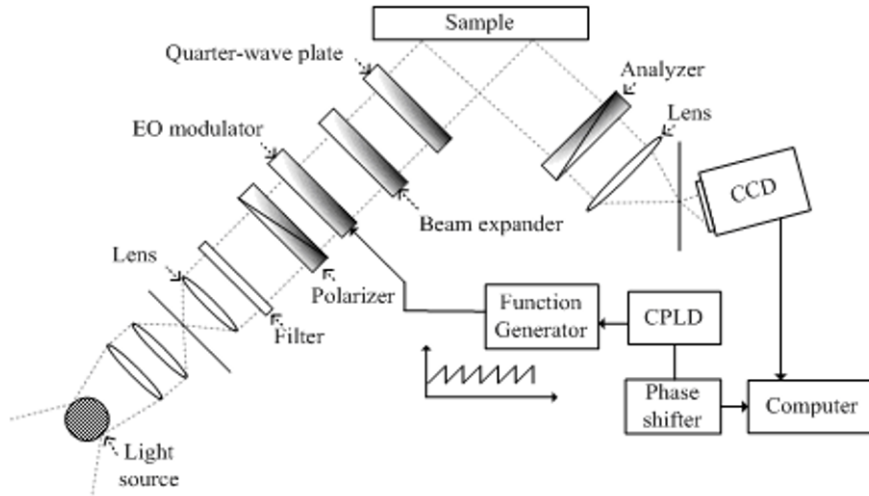 Sample
Quarter-wave plate
Analyzer
EO modulator
Lens
CCD
Beam expander
Lens
Polarizer
Function
Generator
CPLD
Filter
Phase
shifter
Computer
Light
source